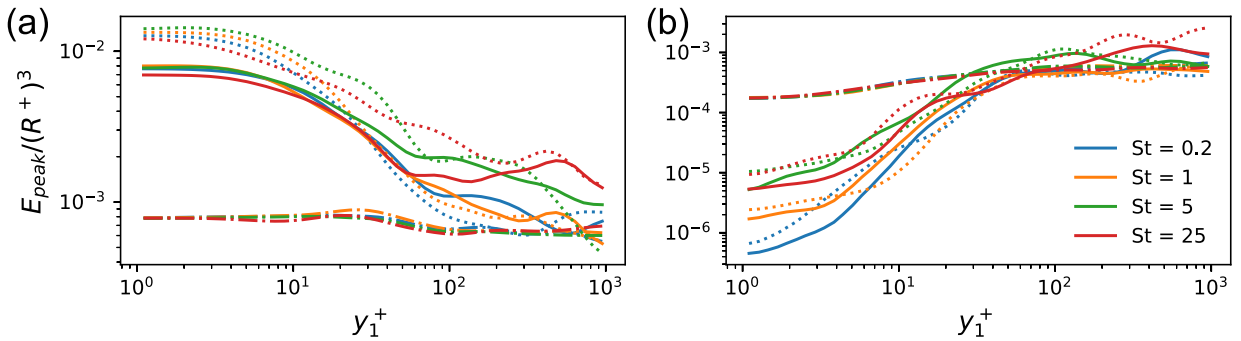 (a)
(b)
E_{peak}/(R^+)^3
10^{-2}
10^{-3}
10^0
10^1
10^2
10^3
y_1^+
10^{-3}
10^{-4}
10^{-5}
10^{-6}
St = 0.2
St = 1
St = 5
St = 25
10^0
10^1
10^2
10^3
y_1^+